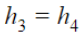 h₃ = h₄